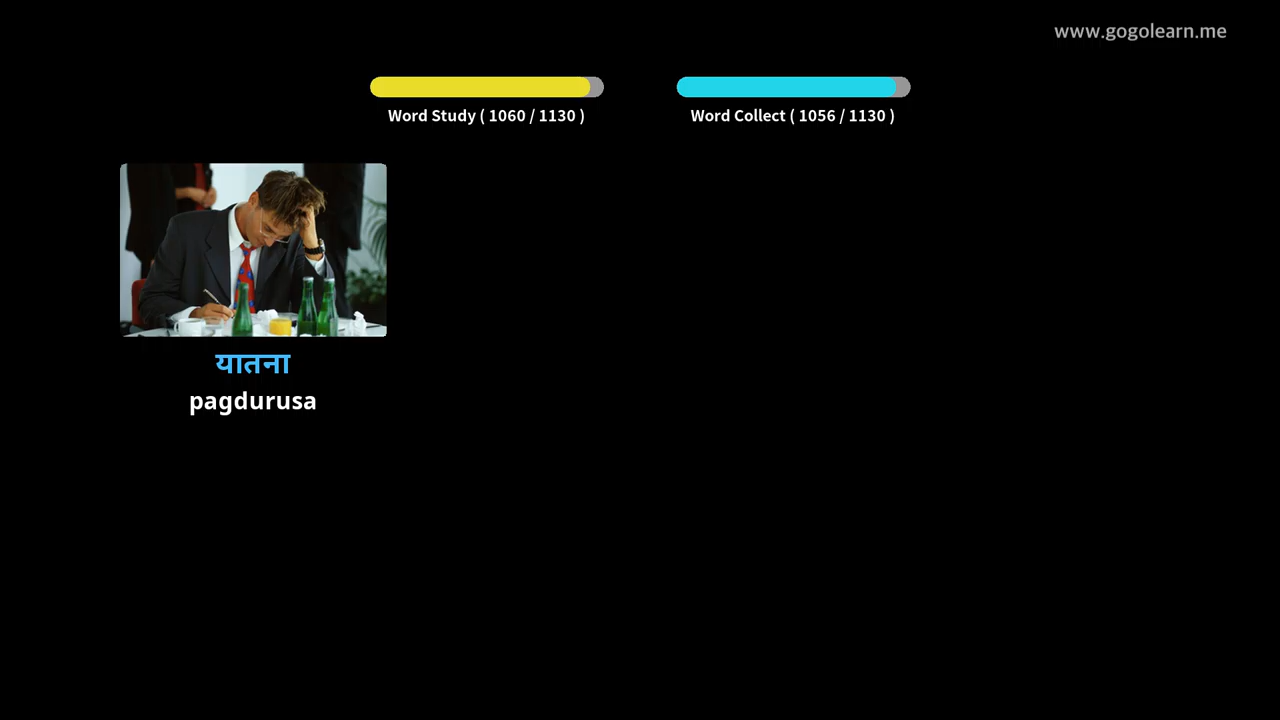 www.gogolearn.me
Word Study ( 1060 / 1130 )
Word Collect ( 1056 / 1130 )
यातना
pagdurusa